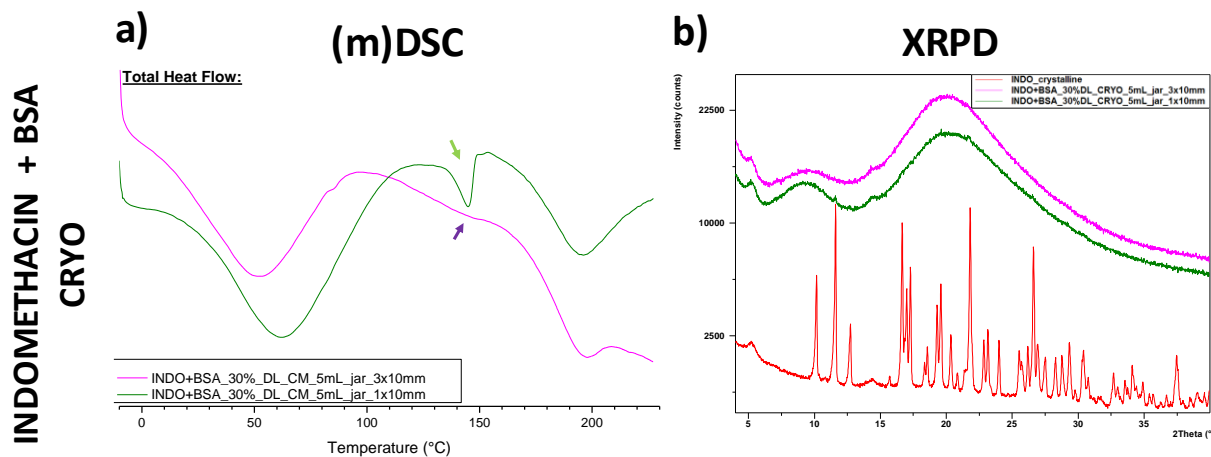 INDOMETHACIN + BSA
CRYO
a)
(m)DSC
Total Heat Flow:
INDO+BSA_30%_DL_CM_5mL_jar_3x10mm
INDO+BSA_30%_DL_CM_5mL_jar_1x10mm
0
50
100
150
200
Temperature (°C)
b)
XRPD
INDO_crystalline
INDO+BSA_30%DL_CRYO_5mL_jar_3x10mm
INDO+BSA_30%DL_CRYO_5mL_jar_1x10mm
Intensity (counts)
22500
10000
2500
5
10
15
20
25
30
35
2Theta (°